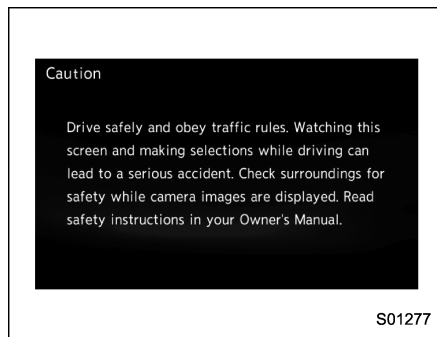 Caution
Drive safely and obey traffic rules. Watching this
screen and making selections while driving can
lead to a serious accident. Check surroundings for
safety while camera images are displayed. Read
safety instructions in your Owner's Manual.
S01277